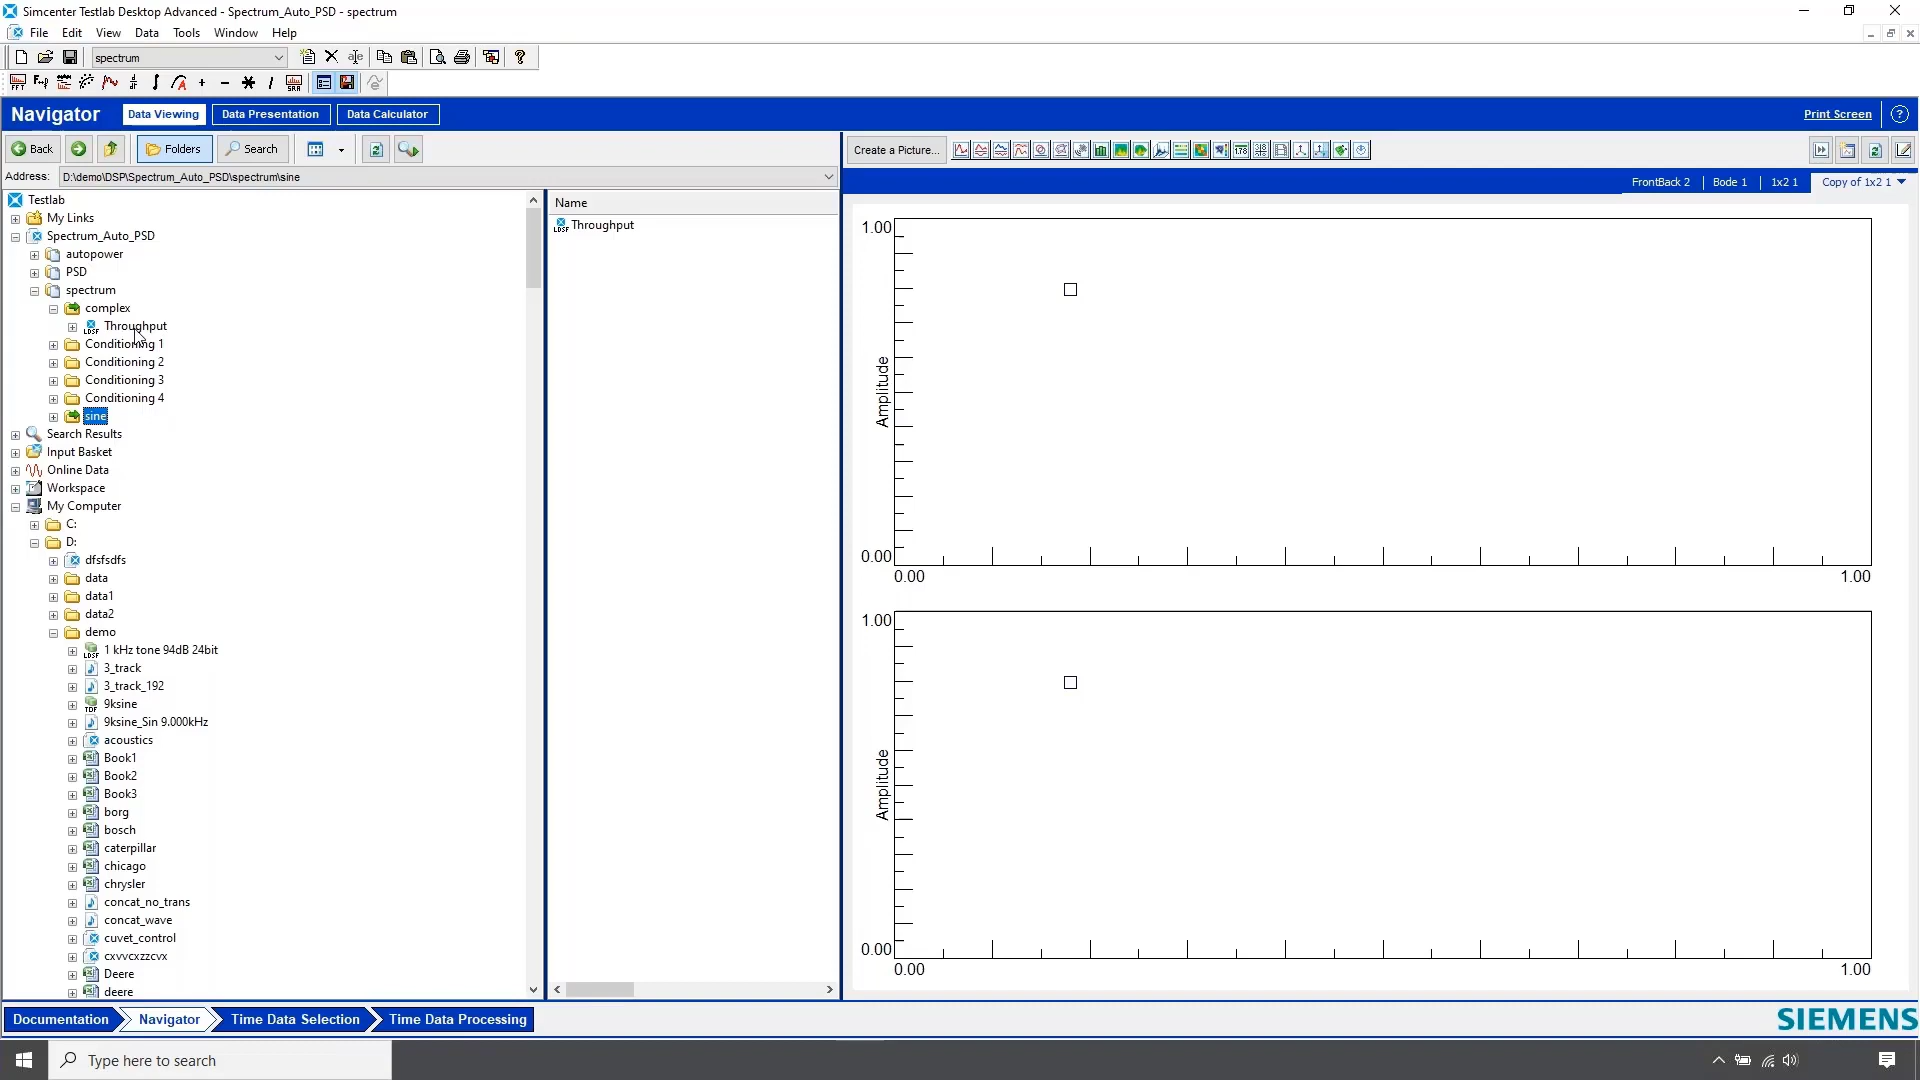 Simcenter Testlab Desktop Advanced - Spectrum_Auto_PSD - spectrum
File Edit View Data Tools Window Help
spectrum
Navigator Data Viewing Data Presentation Data Calculator Print Screen
Back Folders Search Create a Picture...
Address: D:\demo\DSP\Spectrum_Auto_PSD\spectrum\sine
FrontBack 2 Bode 1 1x2 1 Copy of 1x2 1
Testlab
My Links
Spectrum_Auto_PSD
autopower
PSD
spectrum
complex
Throughput
Conditioning 1
Conditioning 2
Conditioning 3
Conditioning 4
sine
Search Results
Input Basket
Online Data
Workspace
My Computer
C:
D:
dfsfsdfs
data
data1
data2
demo
1 kHz tone 94dB 24bit
3_track
3_track_192
9ksine
9ksine_Sin 9.000kHz
acoustics
Book1
Book2
Book3
borg
bosch
caterpillar
chicago
chrysler
concat_no_trans
concat_wave
cuvet_control
cxvvcxzzcvx
Deere
deere
Name
Throughput
1.00
Amplitude
0.00
0.00 1.00
1.00
Amplitude
0.00
0.00 1.00
Documentation Navigator Time Data Selection Time Data Processing
SIEMENS
Type here to search